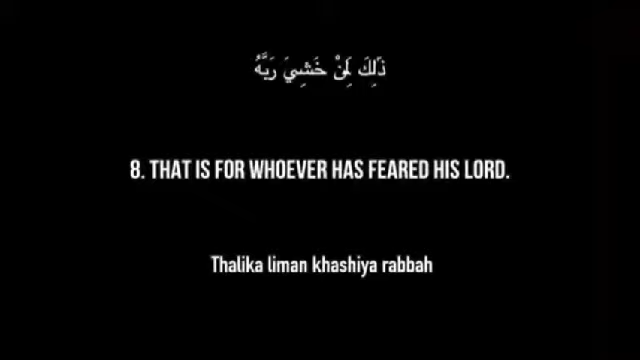 ذَٰلِكَ لِمَنْ خَشِيَ رَبَّهُ
8. THAT IS FOR WHOEVER HAS FEARED HIS LORD.
Thalika liman khashiya rabbah